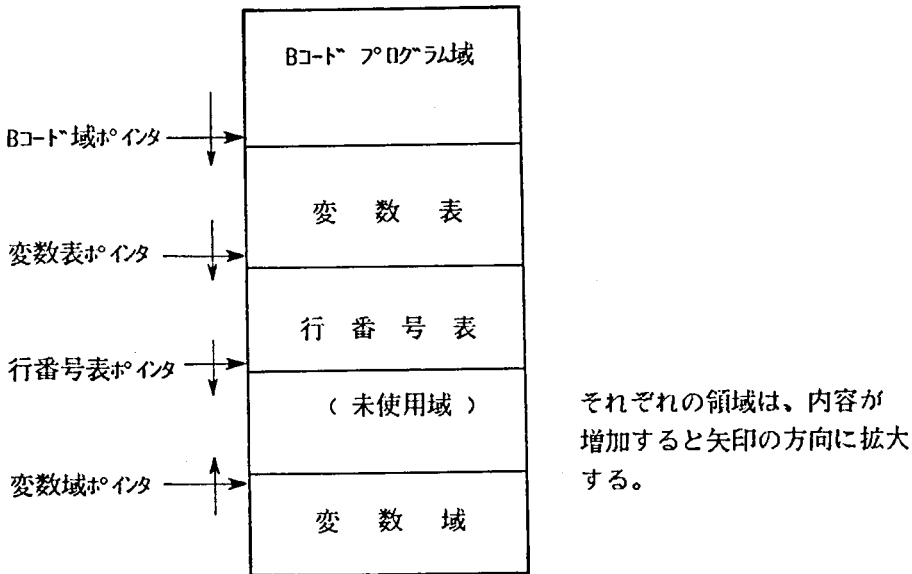 Bｺｰﾄﾞ ﾌﾟﾛｸﾞﾗﾑ域
Bｺｰﾄﾞ域ﾎﾟｲﾝﾀ
変 数 表
変数表ﾎﾟｲﾝﾀ
行 番 号 表
行番号表ﾎﾟｲﾝﾀ
（ 未使用域 ）
それぞれの領域は、内容が
増加すると矢印の方向に拡大
する。
変数域ﾎﾟｲﾝﾀ
変 数 域